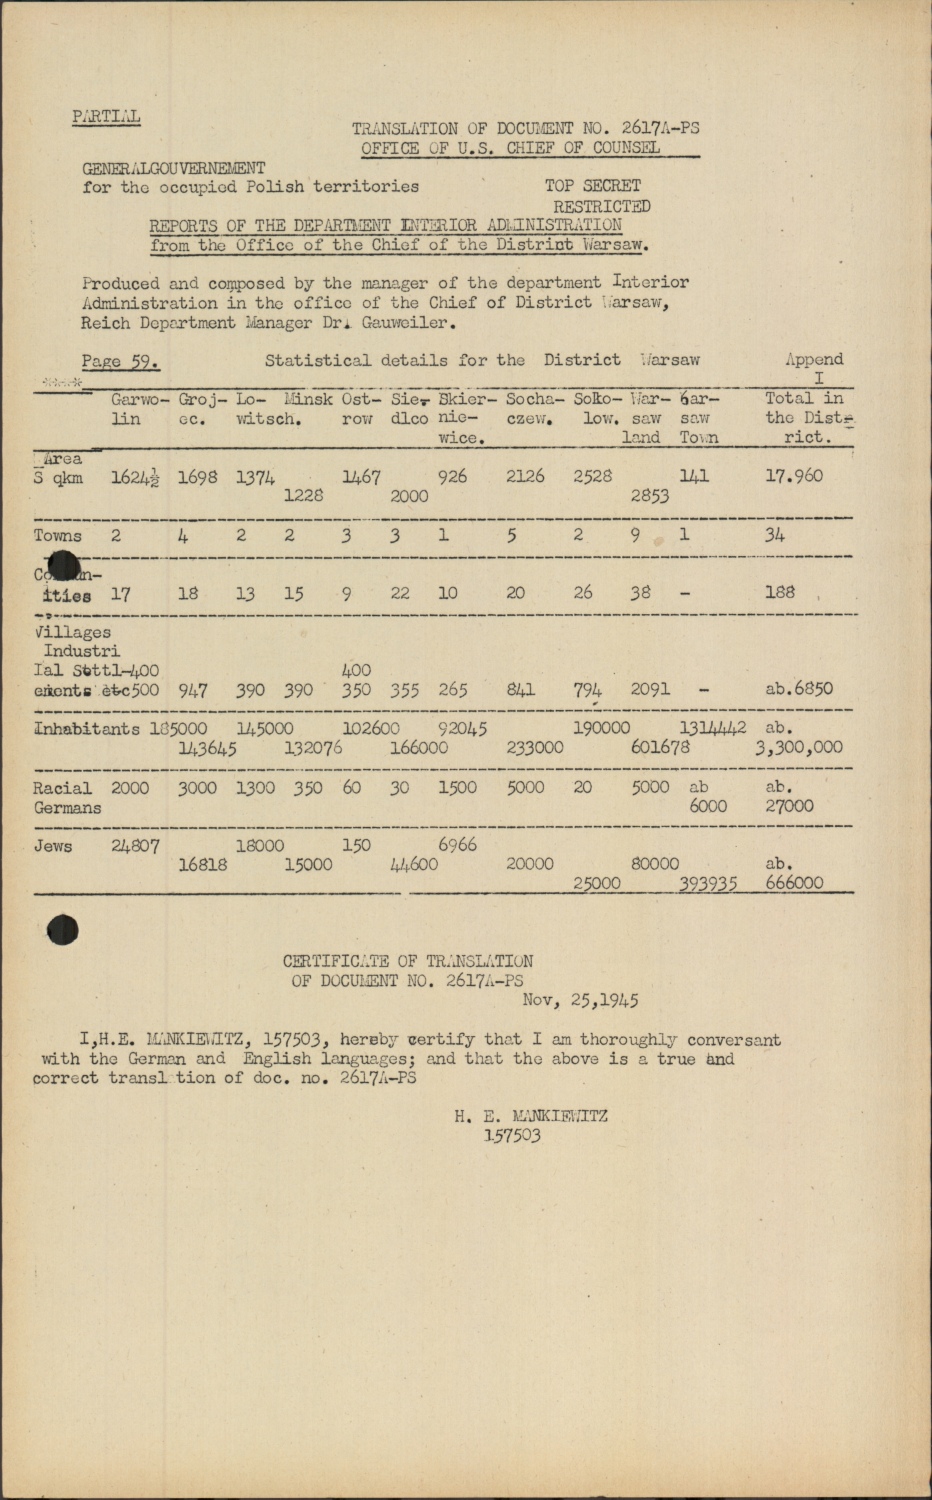 PARTIAL
TRANSLATION OF DOCUMENT NO. 2617A-PS
OFFICE OF U.S. CHIEF OF COUNSEL
GENERALGOUVERNEMENT
for the occupied Polish territories TOP SECRET
RESTRICTED
REPORTS OF THE DEPARTMENT INTERIOR ADMINISTRATION
from the Office of the Chief of the District Warsaw.
Produced and composed by the manager of the department Interior
Administration in the office of the Chief of District Warsaw,
Reich Department Manager Dr. Gauweiler.
Page 59. Statistical details for the District Warsaw Append
I
Garwo- Groj- Lo- Minsk Ost- Sie- Skier- Socha- Soko- War- War- Total in
lin ec. witsch. row dlce nie- czew. low. saw saw the Dist-
wice. land Town rict.
Area
S qkm 1624½ 1698 1374 1467 926 2126 2528 141 17.960
1228 2000 2853
Towns 2 4 2 2 3 3 1 5 2 9 1 34
ities 17 18 13 15 9 22 10 20 26 38 - 188
Villages
Industri
Ial Settl-400 400
ements etc500 947 390 390 350 355 265 841 794 2091 - ab.6850
Inhabitants 185000 145000 102600 92045 190000 1314442 ab.
143645 132076 166000 233000 601678 3,300,000
Racial 2000 3000 1300 350 60 30 1500 5000 20 5000 ab ab.
Germans 6000 27000
Jews 24807 18000 150 6966
16818 15000 44600 20000 80000 ab.
25000 393935 666000
CERTIFICATE OF TRANSLATION
OF DOCUMENT NO. 2617A-PS
Nov, 25,1945
I,H.E. MANKIEWITZ, 157503, hereby certify that I am thoroughly conversant
with the German and English languages; and that the above is a true and
correct transl tion of doc. no. 2617A-PS
H. E. MANKIEWITZ
157503